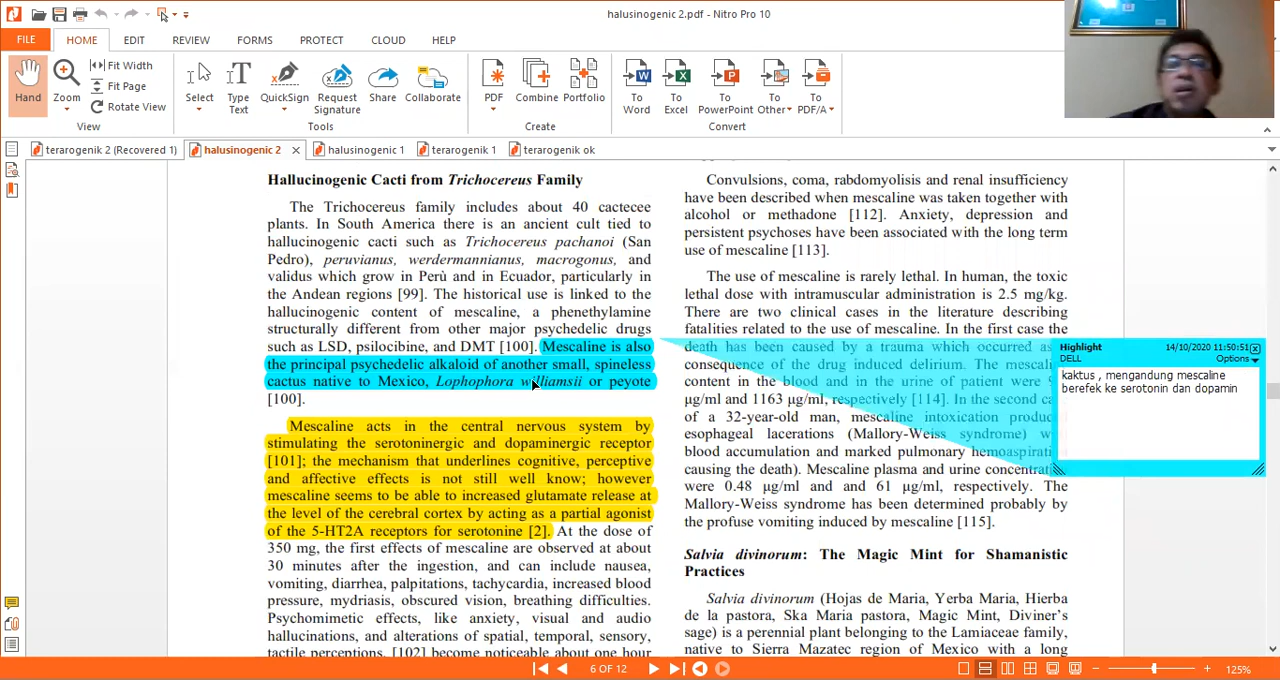 halusinogenic 2.pdf - Nitro Pro 10
FILE
HOME
EDIT
REVIEW
FORMS
PROTECT
CLOUD
HELP
Hand
Zoom
Fit Width
Fit Page
Rotate View
View
Select
Type
Text
QuickSign
Request
Signature
Share
Collaborate
Tools
PDF
Combine
Portfolio
Create
To
Word
To
Excel
To
PowerPoint
To
Other
To
PDF/A
Convert
terarogenik 2 (Recovered 1)
halusinogenic 2
halusinogenic 1
terarogenik 1
terarogenik ok
Hallucinogenic Cacti from Trichocereus Family
The Trichocereus family includes about 40 cactecee
plants. In South America there is an ancient cult tied to
hallucinogenic cacti such as Trichocereus pachanoi (San
Pedro), peruvianus, werdermannianus, macrogonus, and
validus which grow in Perù and in Ecuador, particularly in
the Andean regions [99]. The historical use is linked to the
hallucinogenic content of mescaline, a phenethylamine
structurally different from other major psychedelic drugs
such as LSD, psilocibine, and DMT [100]. Mescaline is also
the principal psychedelic alkaloid of another small, spineless
cactus native to Mexico, Lophophora williamsii or peyote
[100].
Mescaline acts in the central nervous system by
stimulating the serotoninergic and dopaminergic receptor
[101]; the mechanism that underlines cognitive, perceptive
and affective effects is not still well know; however
mescaline seems to be able to increased glutamate release at
the level of the cerebral cortex by acting as a partial agonist
of the 5-HT2A receptors for serotonine [2]. At the dose of
350 mg, the first effects of mescaline are observed at about
30 minutes after the ingestion, and can include nausea,
vomiting, diarrhea, palpitations, tachycardia, increased blood
pressure, mydriasis, obscured vision, breathing difficulties.
Psychomimetic effects, like anxiety, visual and audio
hallucinations, and alterations of spatial, temporal, sensory,
tactile perceptions, [102] become noticeable about one hour
Convulsions, coma, rabdomyolisis and renal insufficiency
have been described when mescaline was taken together with
alcohol or methadone [112]. Anxiety, depression and
persistent psychoses have been associated with the long term
use of mescaline [113].
The use of mescaline is rarely lethal. In human, the toxic
lethal dose with intramuscular administration is 2.5 mg/kg.
There are two clinical cases in the literature describing
fatalities related to the use of mescaline. In the first case the
death has been caused by a trauma which occurred as
consequence of the drug induced delirium. The
content in the blood and in the urine of patient were
μg/ml and 1163 μg/ml, respectively [114]. In the second
of a 32-year-old man, mescaline intoxication
esophageal lacerations (Mallory-Weiss syndrome)
blood accumulation and marked pulmonary
causing the death). Mescaline plasma and urine
were 0.48 μg/ml and and 61 μg/ml, respectively. The
Mallory-Weiss syndrome has been determined probably by
the profuse vomiting induced by mescaline [115].
Salvia divinorum: The Magic Mint for Shamanistic
Practices
Salvia divinorum (Hojas de Maria, Yerba Maria, Hierba
de la pastora, Ska Maria pastora, Magic Mint, Diviner's
sage) is a perennial plant belonging to the Lamiaceae family,
native to Sierra Mazatec region of Mexico with a long
Highlight 14/10/2020 11:50:51
DELL Options
kaktus , mengandung mescaline
berefek ke serotonin dan dopamin
6 OF 12
125%